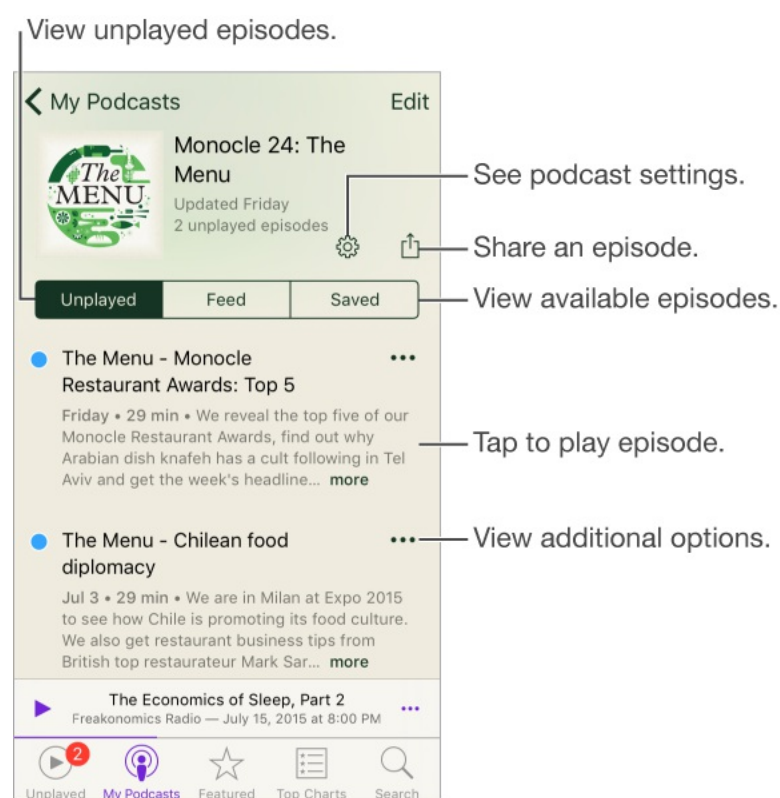 View unplayed episodes.
My Podcasts
Edit
The
MENU
Monocle 24: The
Menu
Updated Friday
2 unplayed episodes
See podcast settings.
Share an episode.
Unplayed
Feed
Saved
View available episodes.
The Menu - Monocle
Restaurant Awards: Top 5
Friday • 29 min • We reveal the top five of our
Monocle Restaurant Awards, find out why
Arabian dish knafeh has a cult following in Tel
Aviv and get the week's headline... more
Tap to play episode.
The Menu - Chilean food
diplomacy
View additional options.
Jul 3 • 29 min • We are in Milan at Expo 2015
to see how Chile is promoting its food culture.
We also get restaurant business tips from
British top restaurateur Mark Sar... more
The Economics of Sleep, Part 2
Freakonomics Radio — July 15, 2015 at 8:00 PM
2
Unplayed
My Podcasts
Featured
Top Charts
Search